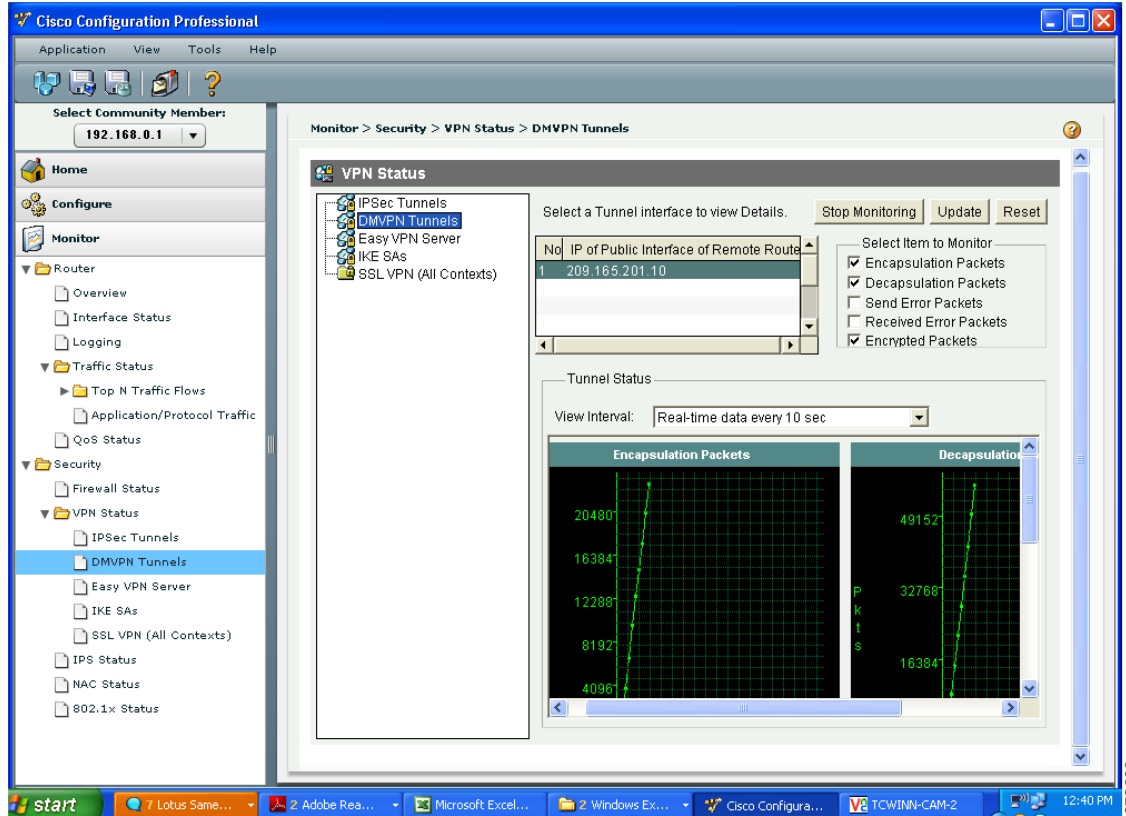 Cisco Configuration Professional
Application View Tools Help
Select Community Member:
192.168.0.1
Home
Configure
Monitor
Router
Overview
Interface Status
Logging
Traffic Status
Top N Traffic Flows
Application/Protocol Traffic
QoS Status
Security
Firewall Status
VPN Status
IPSec Tunnels
DMVPN Tunnels
Easy VPN Server
IKE SAs
SSL VPN (All Contexts)
IPS Status
NAC Status
802.1x Status
Monitor > Security > VPN Status > DMVPN Tunnels
VPN Status
IPSec Tunnels
DMVPN Tunnels
Easy VPN Server
IKE SAs
SSL VPN (All Contexts)
Select a Tunnel interface to view Details.
Stop Monitoring Update Reset
No IP of Public Interface of Remote Route
1 209.165.201.10
Select Item to Monitor
Encapsulation Packets
Decapsulation Packets
Send Error Packets
Received Error Packets
Encrypted Packets
Tunnel Status
View Interval: Real-time data every 10 sec
Encapsulation Packets
20480
16384
12288
8192
4096
Decapsulation
49152
32768
16384
Pkts
start
7 Lotus Same...
2 Adobe Rea...
Microsoft Excel...
2 Windows Ex...
Cisco Configura...
TCWINN-CAM-2
12:40 PM